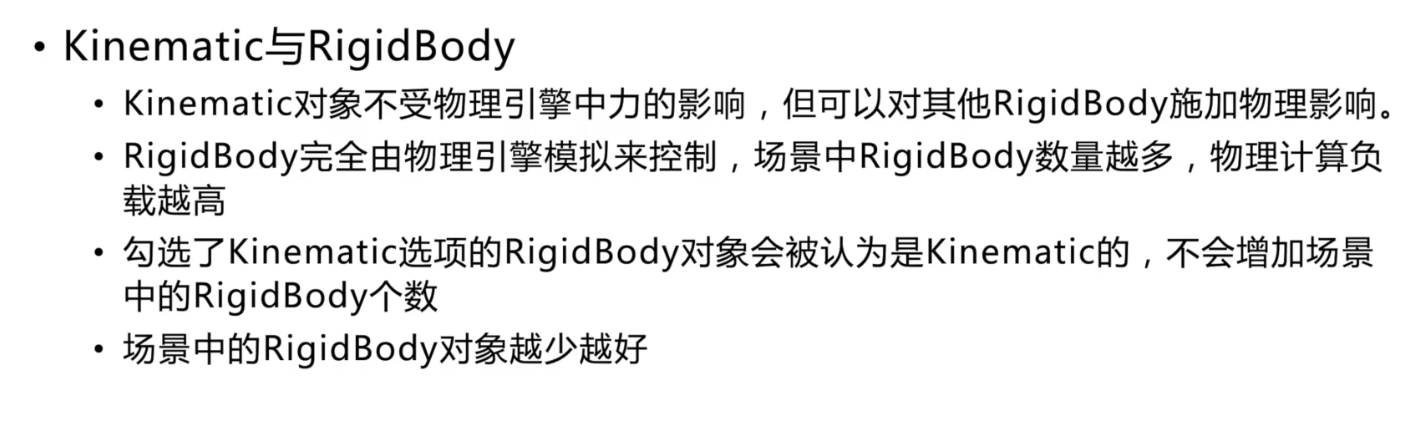 • Kinematic与RigidBody
• Kinematic对象不受物理引擎中力的影响，但可以对其他RigidBody施加物理影响。
• RigidBody完全由物理引擎模拟来控制，场景中RigidBody数量越多，物理计算负
载越高
• 勾选了Kinematic选项的RigidBody对象会被认为是Kinematic的，不会增加场景
中的RigidBody个数
• 场景中的RigidBody对象越少越好